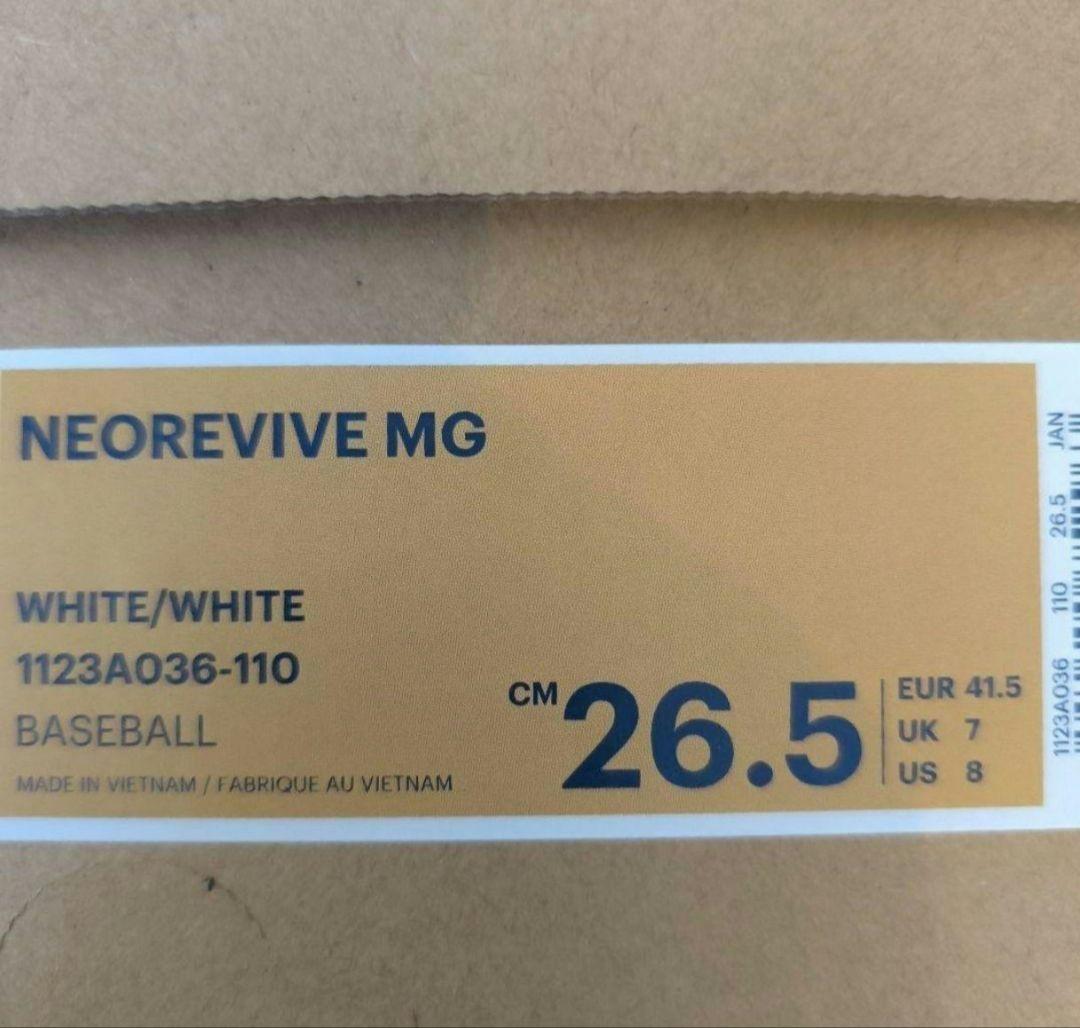 NEOREVIVE MG
WHITE/WHITE
1123A036-110
BASEBALL
MADE IN VIETNAM / FABRIQUE AU VIETNAM
CM 26.5
EUR 41.5
UK 7
US 8
1123A036 110 26.5 JAN